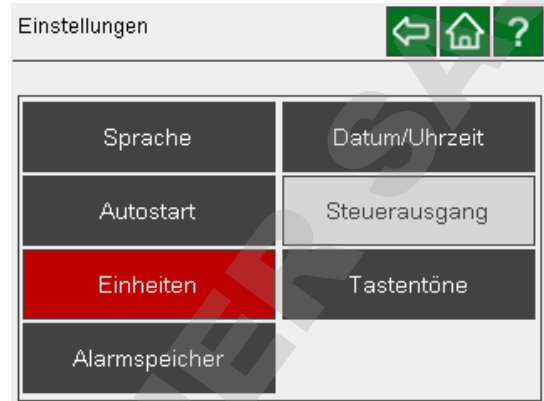 Einstellungen
?
Sprache
Datum/Uhrzeit
Autostart
Steuerausgang
Einheiten
Tastentöne
Alarmspeicher